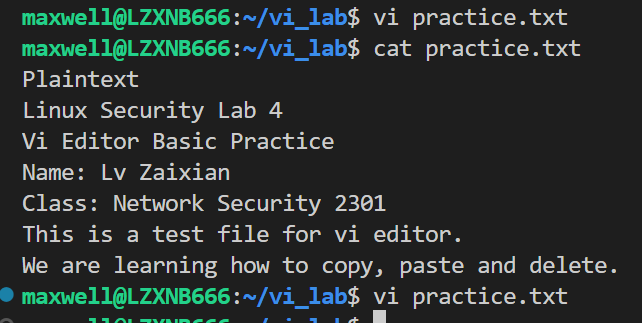 maxwell@LZXNB666:~/vi_lab$ vi practice.txt
maxwell@LZXNB666:~/vi_lab$ cat practice.txt
Plaintext
Linux Security Lab 4
Vi Editor Basic Practice
Name: Lv Zaixian
Class: Network Security 2301
This is a test file for vi editor.
We are learning how to copy, paste and delete.
maxwell@LZXNB666:~/vi_lab$ vi practice.txt
maxwell@LZXNB666:~/vi_lab$